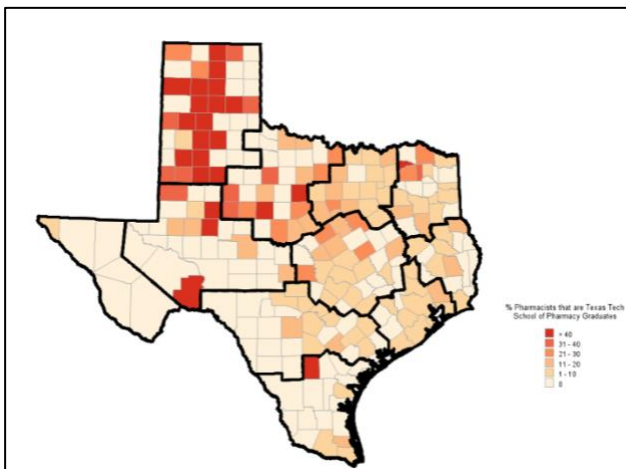 % Pharmacists that are Texas Tech
School of Pharmacy Graduates
> 40
31 - 40
21 - 30
11 - 20
1 - 10
0